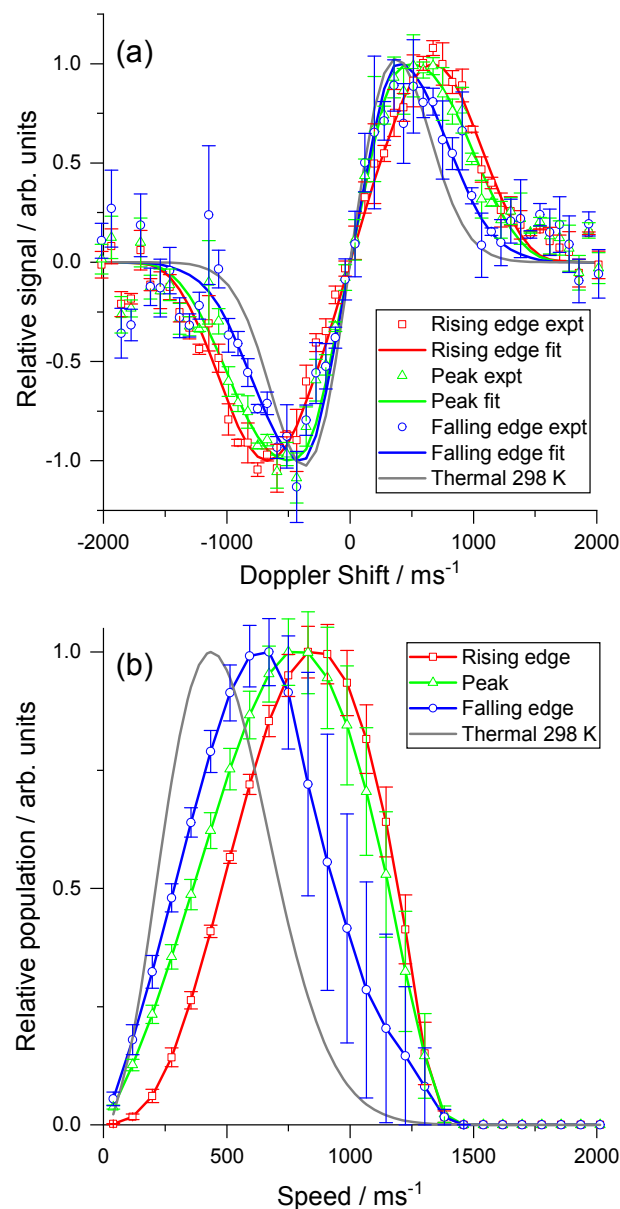 (a)
1.0
0.5
0.0
-0.5
-1.0
Relative signal / arb. units
Rising edge expt
Rising edge fit
Peak expt
Peak fit
Falling edge expt
Falling edge fit
Thermal 298 K
-2000 -1000 0 1000 2000
Doppler Shift / ms⁻¹
(b)
1.0
0.5
0.0
Relative population / arb. units
Rising edge
Peak
Falling edge
Thermal 298 K
0 500 1000 1500 2000
Speed / ms⁻¹